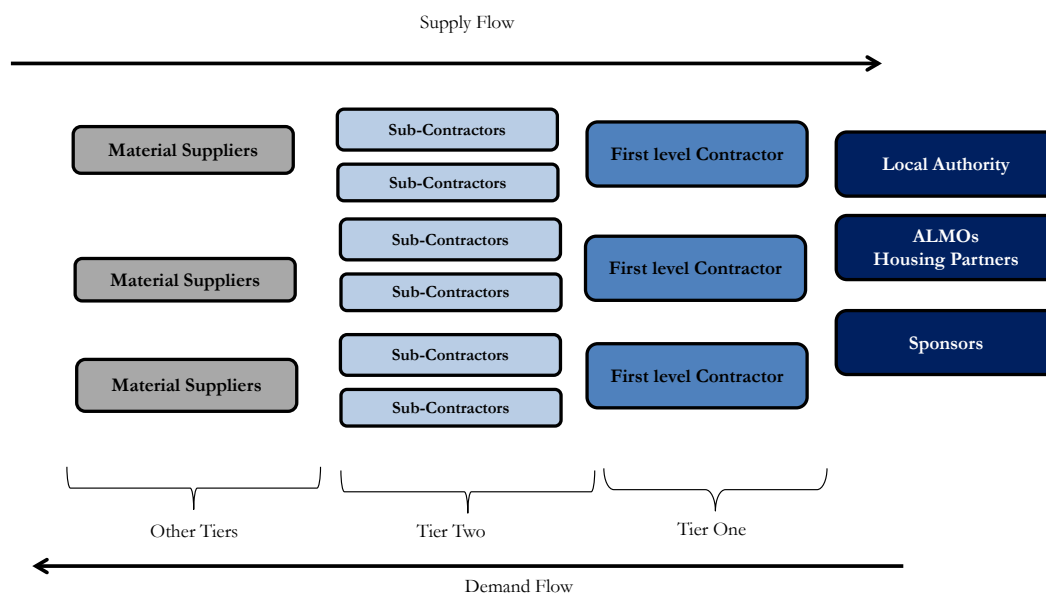 Supply Flow
Material Suppliers
Material Suppliers
Material Suppliers
Sub-Contractors
Sub-Contractors
Sub-Contractors
Sub-Contractors
Sub-Contractors
Sub-Contractors
First level Contractor
First level Contractor
First level Contractor
Local Authority
ALMOs
Housing Partners
Sponsors
Other Tiers
Tier Two
Tier One
Demand Flow